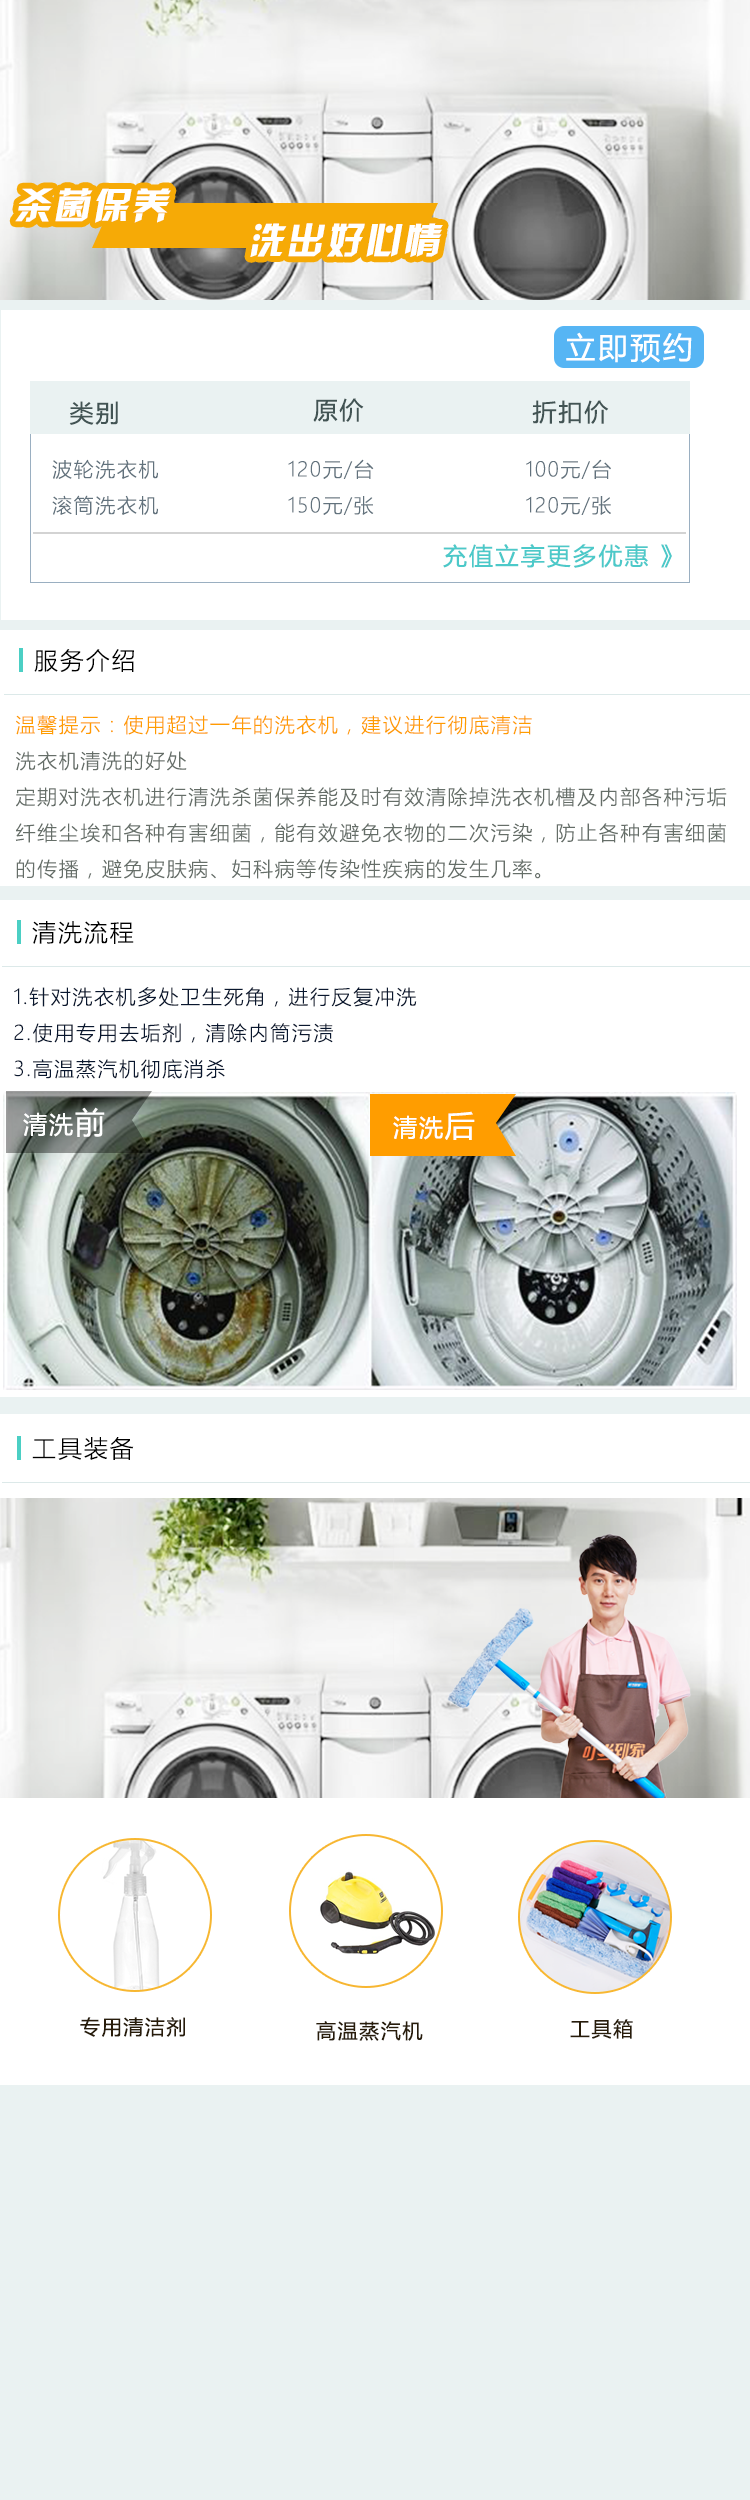 杀菌保养
洗出好心情
立即预约
类别 原价 折扣价
波轮洗衣机 120元/台 100元/台
滚筒洗衣机 150元/张 120元/张
充值立享更多优惠 》
服务介绍
温馨提示：使用超过一年的洗衣机，建议进行彻底清洁
洗衣机清洗的好处
定期对洗衣机进行清洗杀菌保养能及时有效清除掉洗衣机槽及内部各种污垢
纤维尘埃和各种有害细菌，能有效避免衣物的二次污染，防止各种有害细菌
的传播，避免皮肤病、妇科病等传染性疾病的发生几率。
清洗流程
1.针对洗衣机多处卫生死角，进行反复冲洗
2.使用专用去垢剂，清除内筒污渍
3.高温蒸汽机彻底消杀
清洗前 清洗后
工具装备
叮当到家
专用清洁剂 高温蒸汽机 工具箱